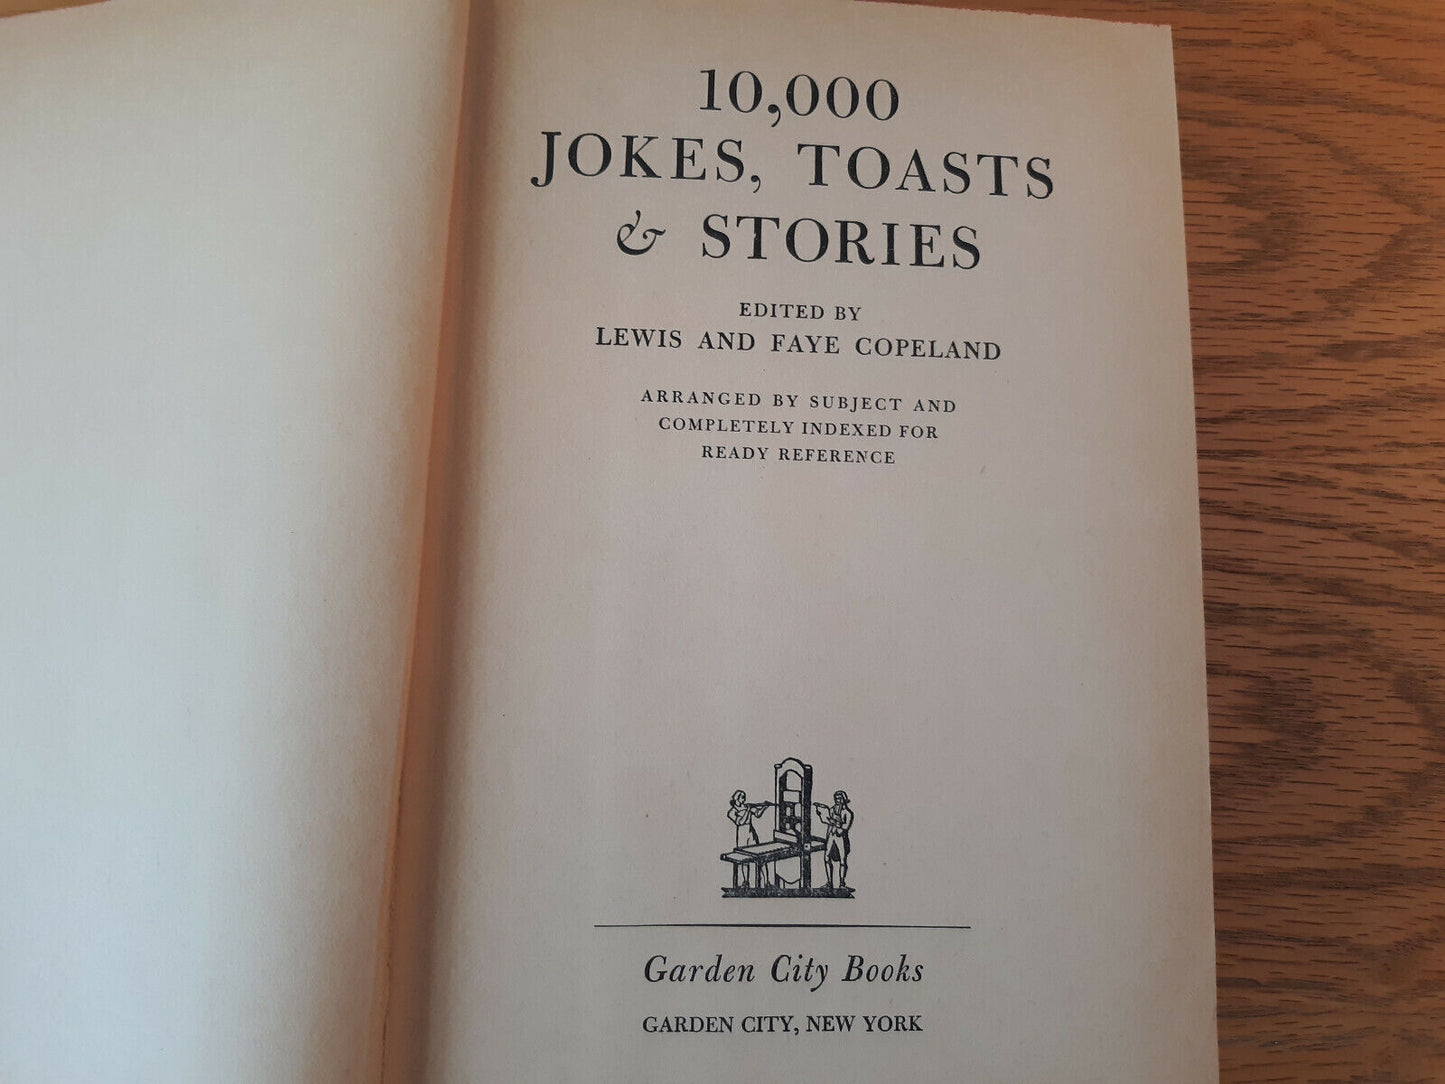 10,000
JOKES, TOASTS
& STORIES
EDITED BY
LEWIS AND FAYE COPELAND
ARRANGED BY SUBJECT AND
COMPLETELY INDEXED FOR
READY REFERENCE
Garden City Books
GARDEN CITY, NEW YORK